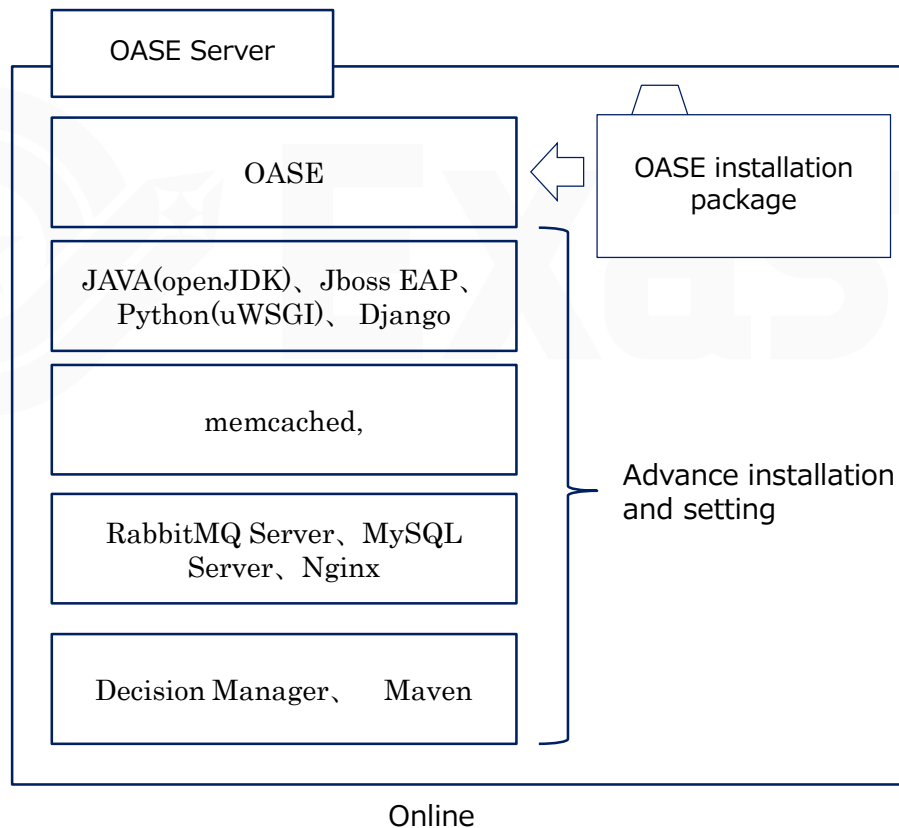 OASE Server
OASE
OASE installation
package
JAVA(openJDK)、Jboss EAP、
Python(uWSGI)、 Django
memcached,
Advance installation
and setting
RabbitMQ Server、MySQL
Server、Nginx
Decision Manager、 Maven
Online
Exas